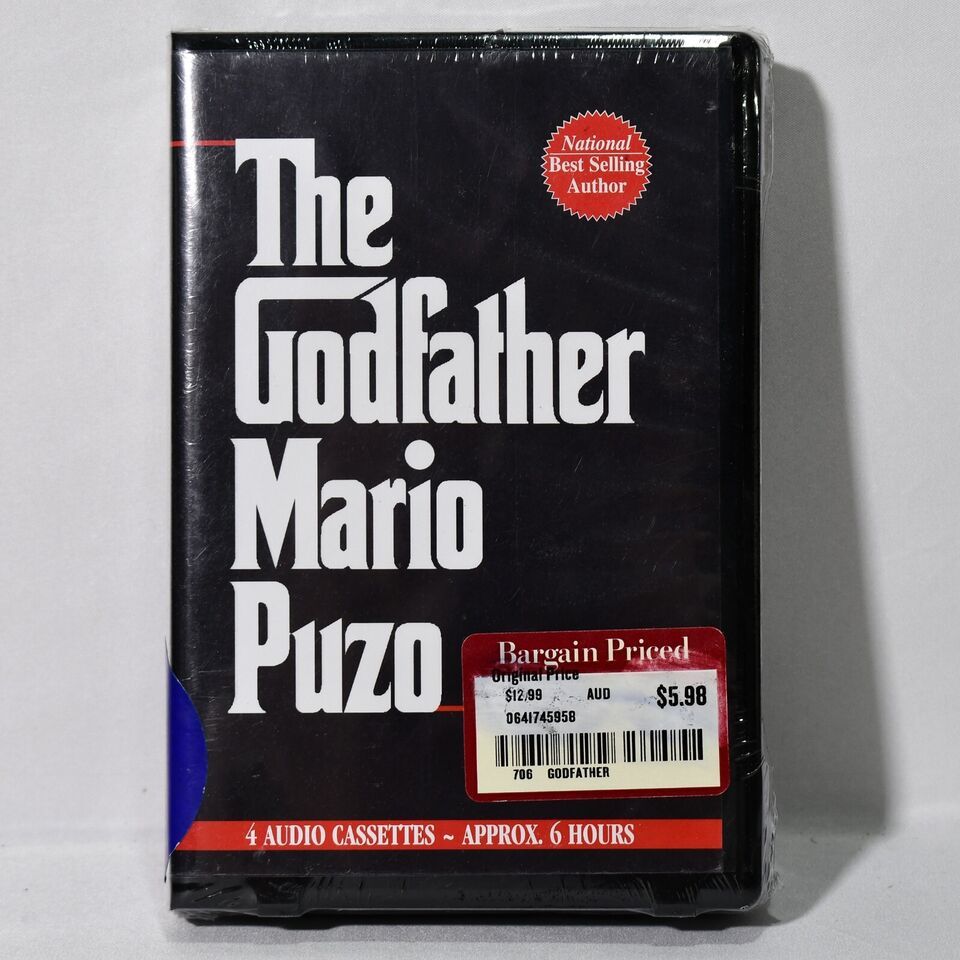 The
Godfather
Mario
Puzo
National
Best Selling
Author
Bargain Priced
Original Price
$12.99 AUD $5.98
0641745958
706 GODFATHER
4 AUDIO CASSETTES ~ APPROX. 6 HOURS